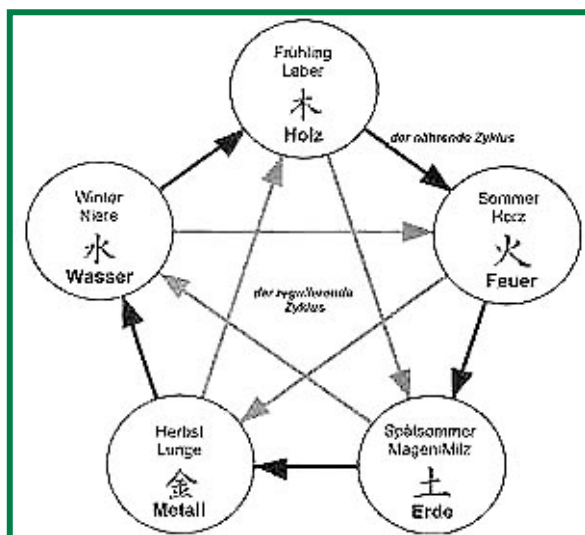 Frühling
Leber
木
Holz
der nährende Zyklus
Sommer
Herz
火
Feuer
Winter
Niere
水
Wasser
der regulierende
Zyklus
Herbst
Lunge
金
Metall
Spätsommer
Magen/Milz
土
Erde